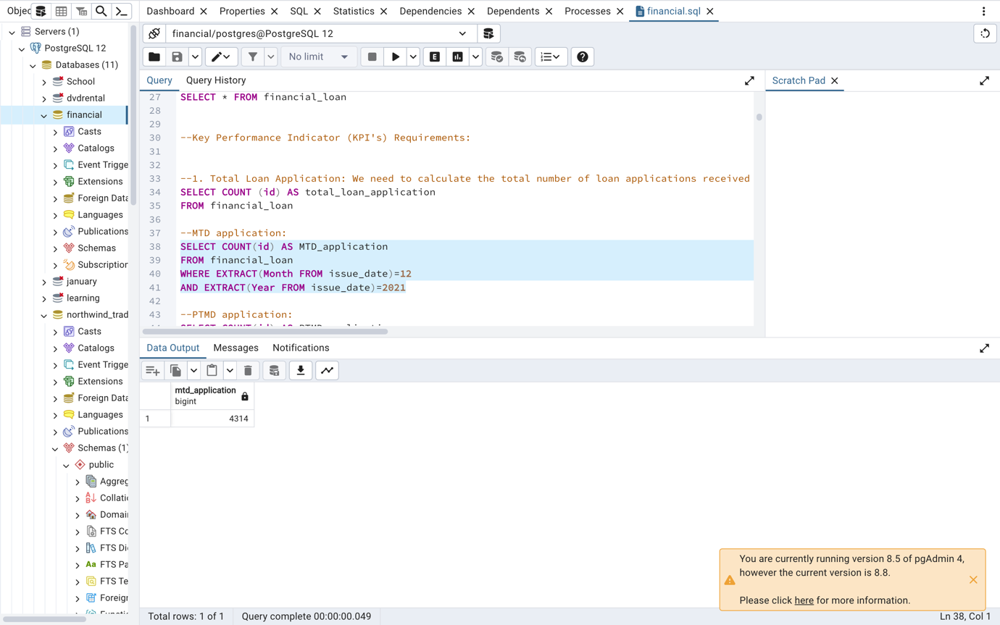 Objec
Dashboard
Properties
SQL
Statistics
Dependencies
Dependents
Processes
financial.sql
Servers (1)
PostgreSQL 12
Databases (11)
School
dvdrental
financial
Casts
Catalogs
Event Trigge
Extensions
Foreign Data
Languages
Publications
Schemas
Subscription
january
learning
northwind_trad
Casts
Catalogs
Event Trigge
Extensions
Foreign Data
Languages
Publications
Schemas (1)
public
Aggreg
Collatio
Domai
FTS Co
FTS Di
Aa FTS Pa
FTS Te
Foreign
financial/postgres@PostgreSQL 12
No limit
E
Query
Query History
Scratch Pad
27 SELECT * FROM financial_loan
28
29
30 --Key Performance Indicator (KPI's) Requirements:
31
32
33 --1. Total Loan Application: We need to calculate the total number of loan applications received
34 SELECT COUNT (id) AS total_loan_application
35 FROM financial_loan
36
37 --MTD application:
38 SELECT COUNT(id) AS MTD_application
39 FROM financial_loan
40 WHERE EXTRACT(Month FROM issue_date)=12
41 AND EXTRACT(Year FROM issue_date)=2021
42
43 --PTMD application:
Data Output
Messages
Notifications
mtd_application
bigint
1 4314
You are currently running version 8.5 of pgAdmin 4,
however the current version is 8.8.
Please click here for more information.
Total rows: 1 of 1
Query complete 00:00:00.049
Ln 38, Col 1